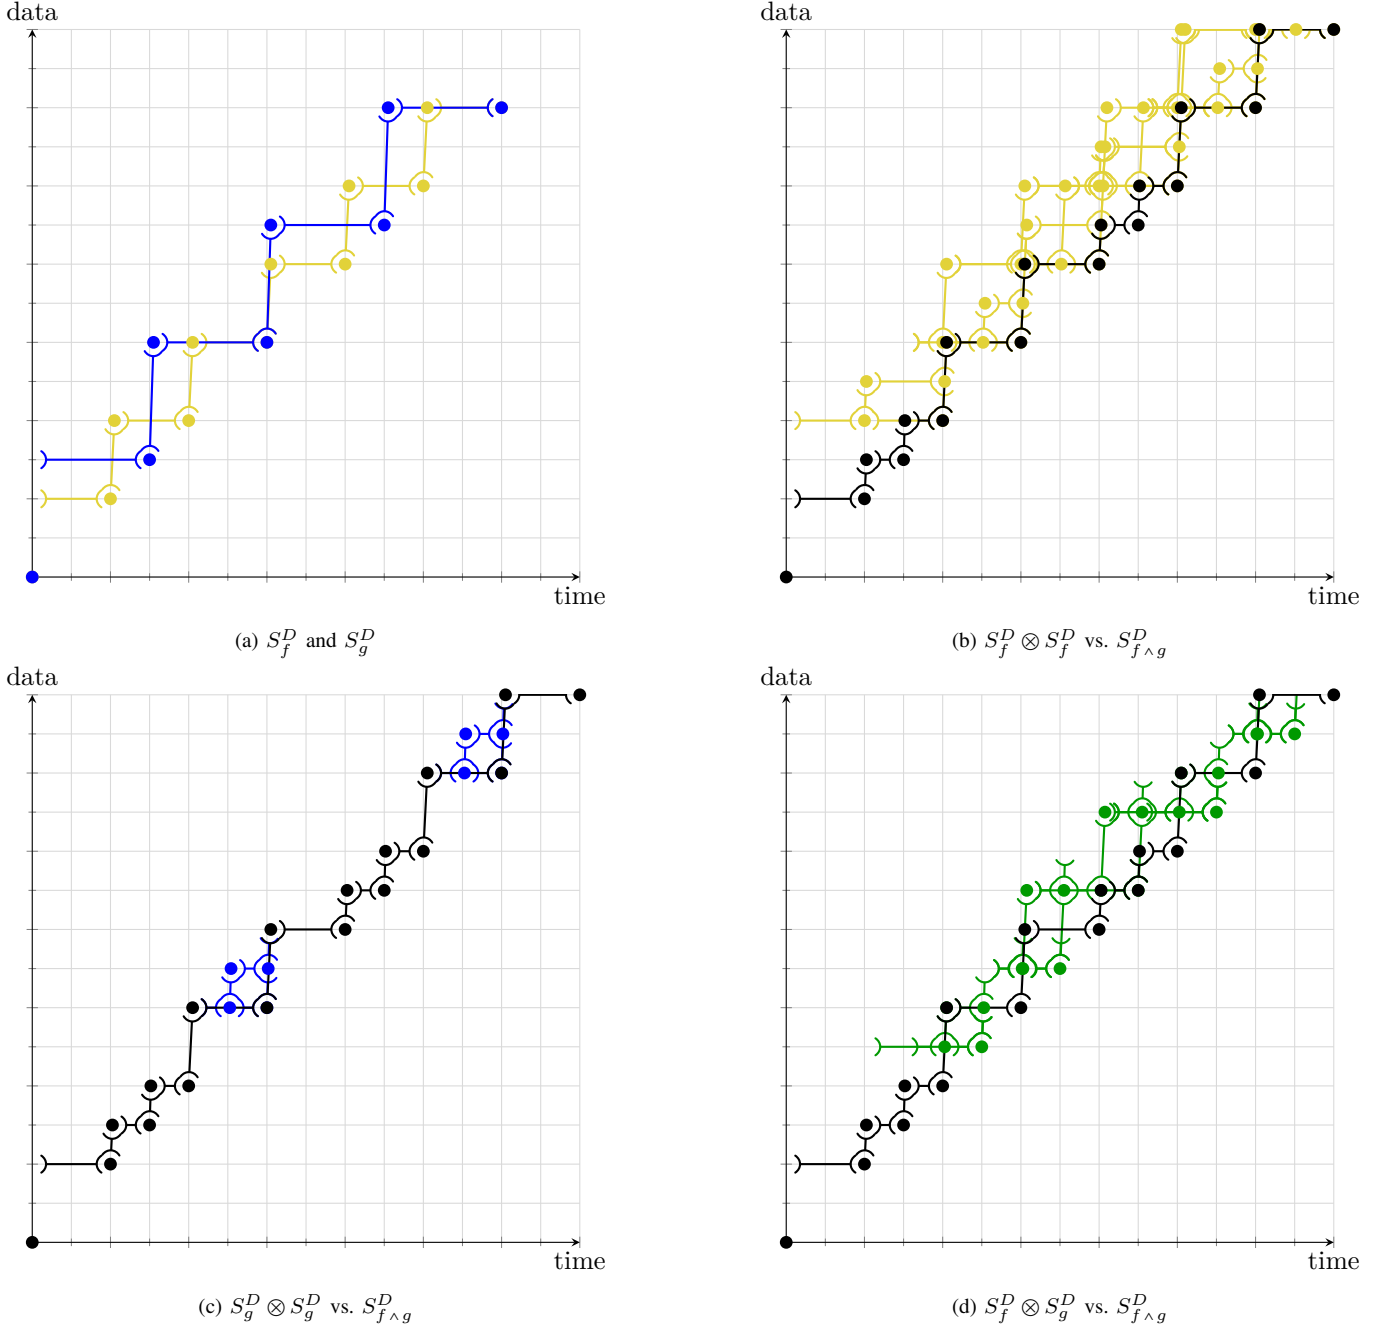 data
data
time
time
(a) $S_f^D$ and $S_g^D$
(b) $S_f^D \otimes S_f^D$ vs. $S_{f \wedge g}^D$
data
data
time
time
(c) $S_g^D \otimes S_g^D$ vs. $S_{f \wedge g}^D$
(d) $S_f^D \otimes S_g^D$ vs. $S_{f \wedge g}^D$